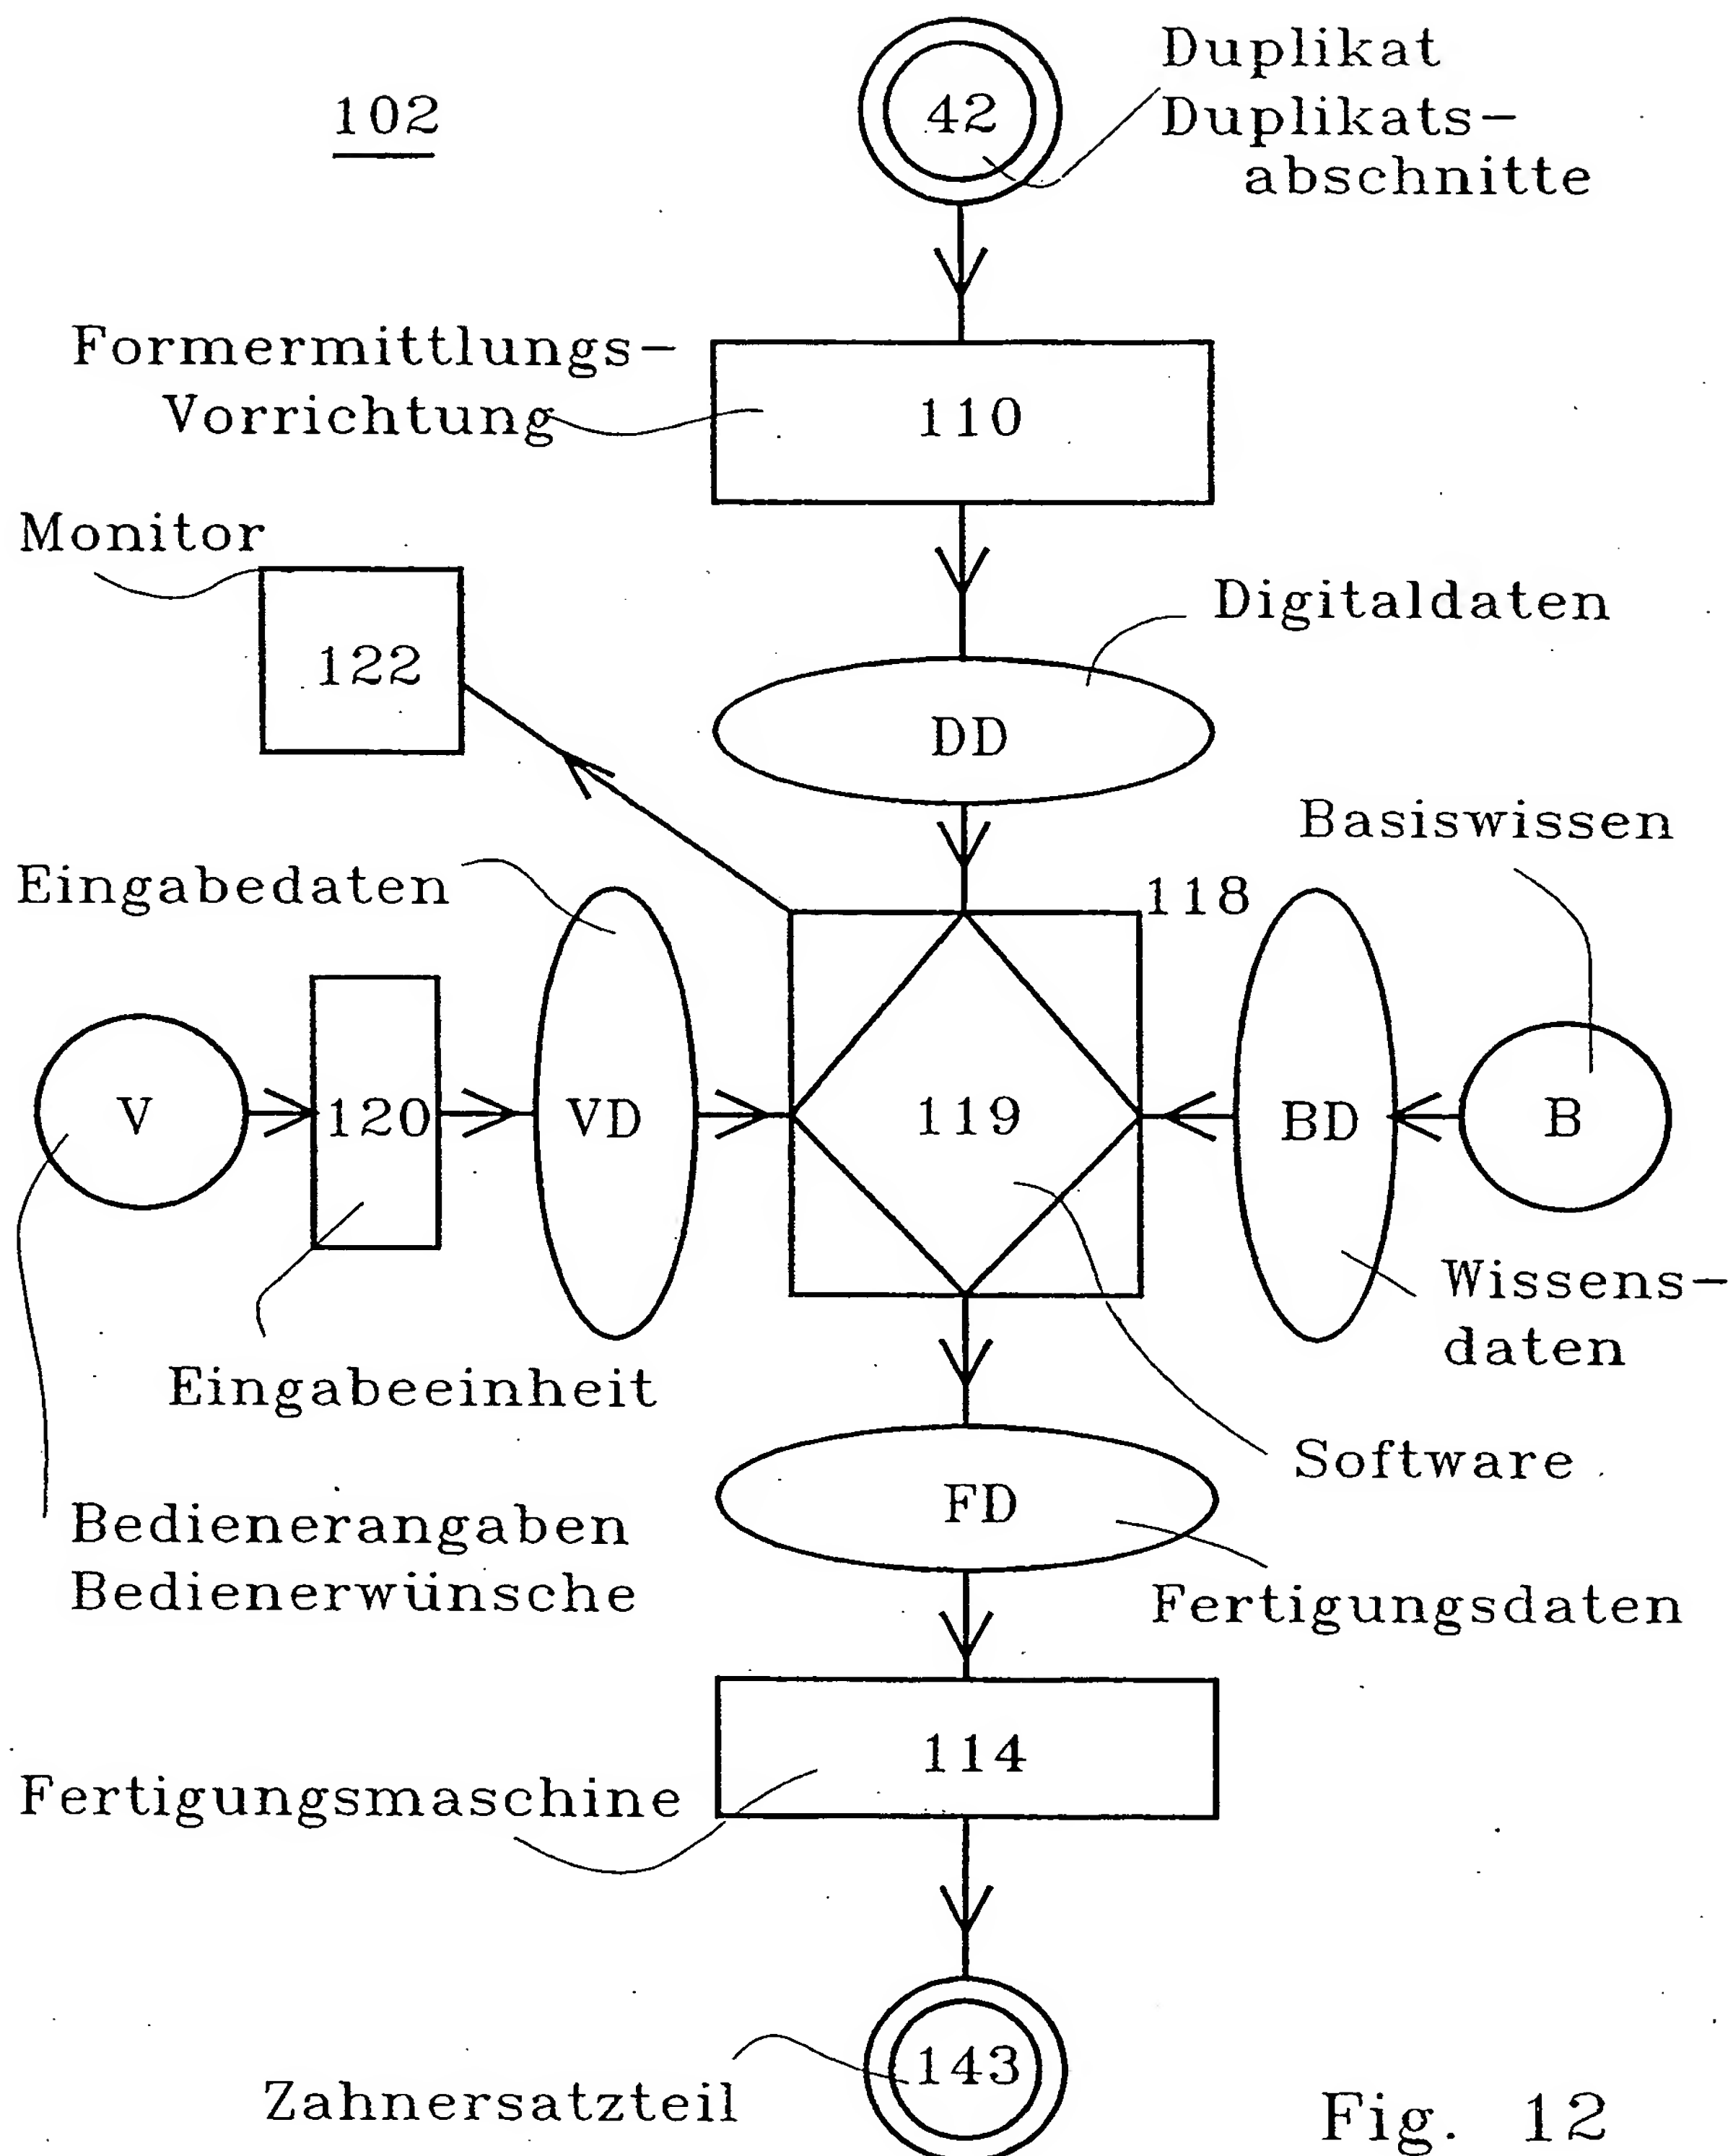 102
42
Duplikat
Duplikats-
abschnitte
Formermittlungs-
Vorrichtung
110
Monitor
122
Digitaldaten
DD
Basiswissen
Eingabedaten
118
V
120
VD
119
BD
B
Wissens-
daten
Eingabeeinheit
Software
FD
Bedienerangaben
Bedienerwünsche
Fertigungsdaten
114
Fertigungsmaschine
143
Zahnersatzteil
Fig. 12